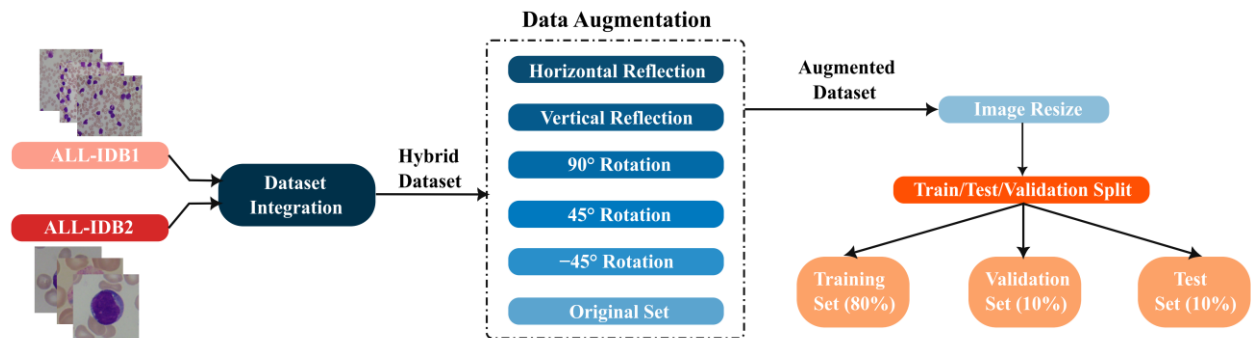 ALL-IDB1
ALL-IDB2
Dataset
Integration
Hybrid
Dataset
Data Augmentation
Horizontal Reflection
Vertical Reflection
90° Rotation
45° Rotation
−45° Rotation
Original Set
Augmented
Dataset
Image Resize
Train/Test/Validation Split
Training
Set (80%)
Validation
Set (10%)
Test
Set (10%)